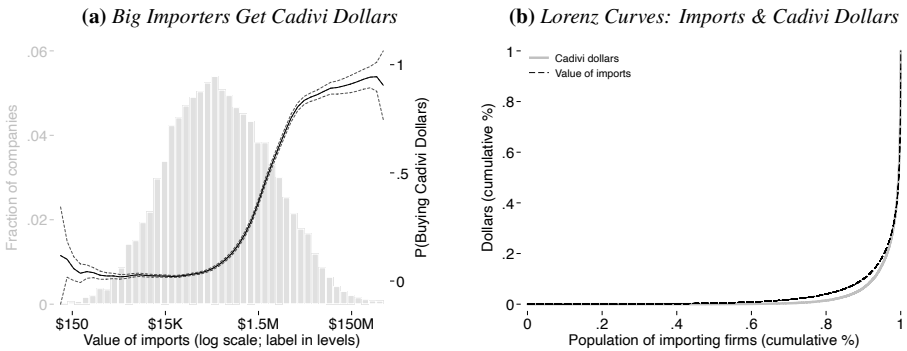 (a) Big Importers Get Cadivi Dollars
.06
.04
.02
0
Fraction of companies
1
.5
0
P(Buying Cadivi Dollars)
$150
$15K
$1.5M
$150M
Value of imports (log scale; label in levels)
(b) Lorenz Curves: Imports & Cadivi Dollars
Cadivi dollars
Value of imports
1
.8
.6
.4
.2
0
Dollars (cumulative %)
0
.2
.4
.6
.8
1
Population of importing firms (cumulative %)